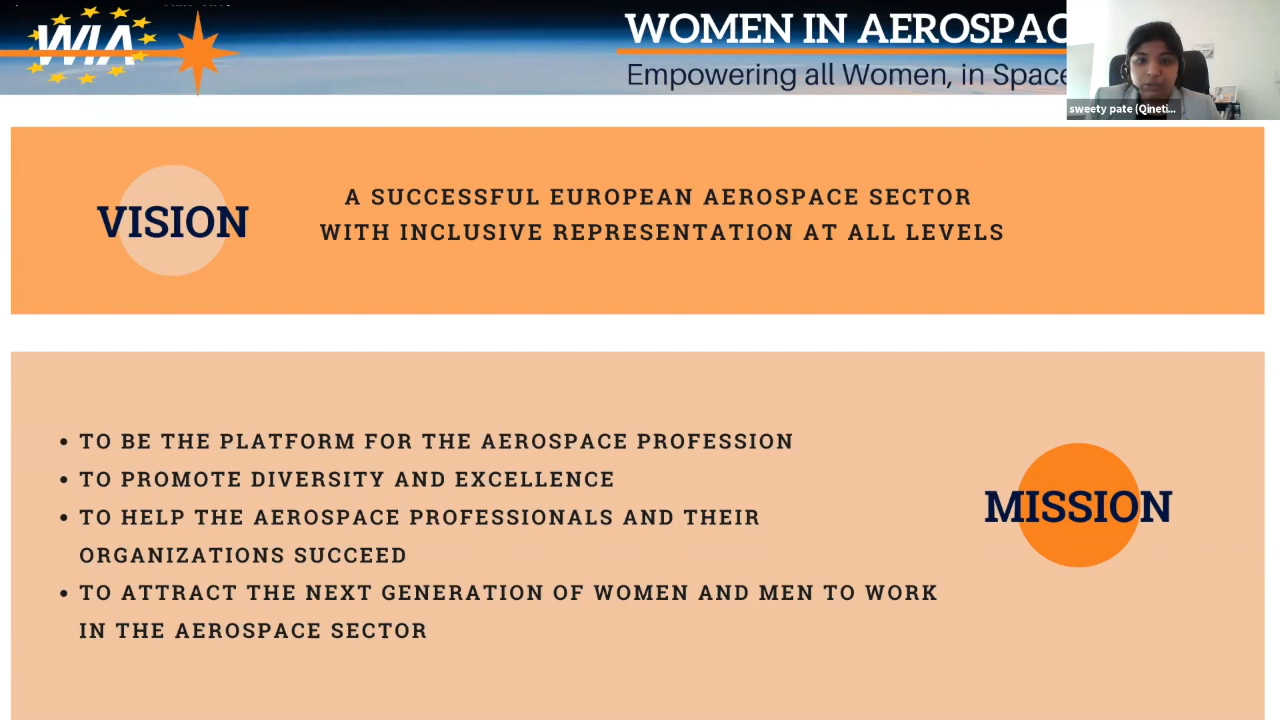 WIA
WOMEN IN AEROSPAC
Empowering all Women, in Space
sweety pate (Qineti...
VISION
A SUCCESSFUL EUROPEAN AEROSPACE SECTOR
WITH INCLUSIVE REPRESENTATION AT ALL LEVELS
• TO BE THE PLATFORM FOR THE AEROSPACE PROFESSION
• TO PROMOTE DIVERSITY AND EXCELLENCE
• TO HELP THE AEROSPACE PROFESSIONALS AND THEIR
ORGANIZATIONS SUCCEED
• TO ATTRACT THE NEXT GENERATION OF WOMEN AND MEN TO WORK
IN THE AEROSPACE SECTOR
MISSION